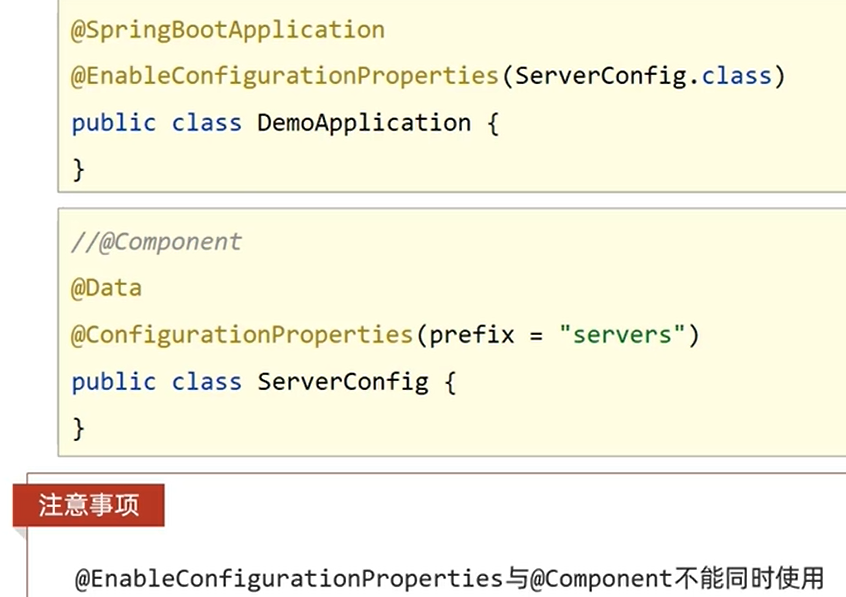 @SpringBootApplication
@EnableConfigurationProperties(ServerConfig.class)
public class DemoApplication {
}
//@Component
@Data
@ConfigurationProperties(prefix = "servers")
public class ServerConfig {
}
注意事项
@EnableConfigurationProperties与@Component不能同时使用